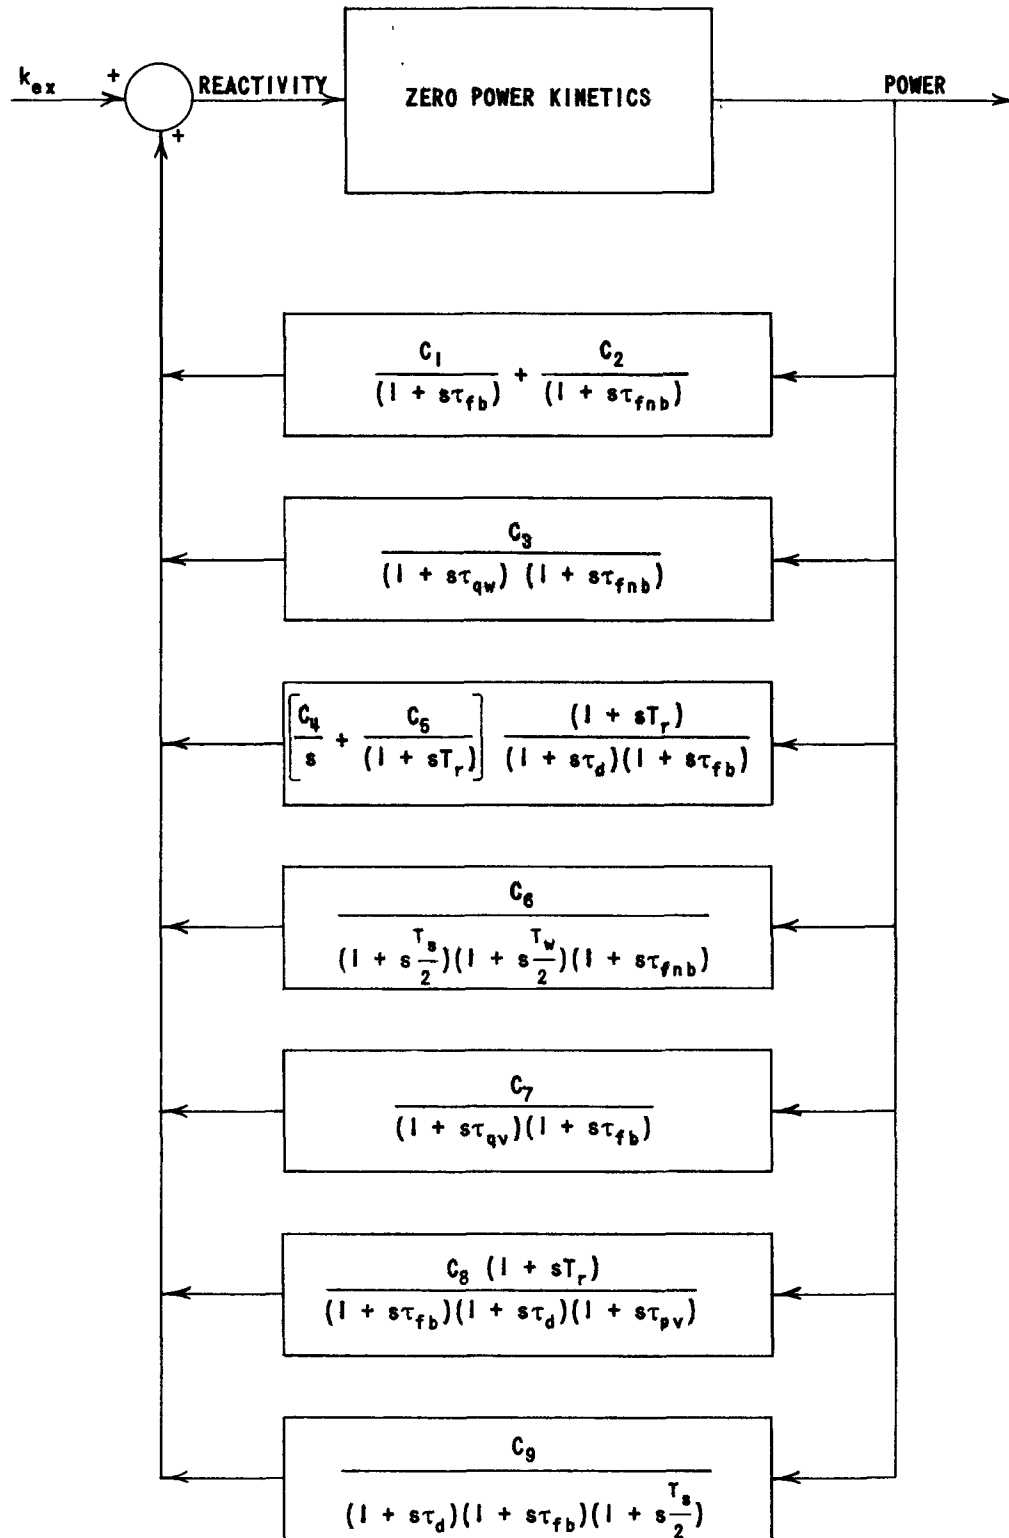 k_ex + REACTIVITY ZERO POWER KINETICS POWER
+
C_1/(1 + sτ_fb) + C_2/(1 + sτ_fnb)
C_3/((1 + sτ_qw) (1 + sτ_fnb))
[C_4/s + C_5/(1 + sT_r)] (1 + sT_r)/((1 + sτ_d)(1 + sτ_fb))
C_6/((1 + s T_s/2)(1 + s T_w/2)(1 + sτ_fnb))
C_7/((1 + sτ_qv)(1 + sτ_fb))
C_8 (1 + sT_r)/((1 + sτ_fb)(1 + sτ_d)(1 + sτ_pv))
C_9/((1 + sτ_d)(1 + sτ_fb)(1 + s T_s/2))